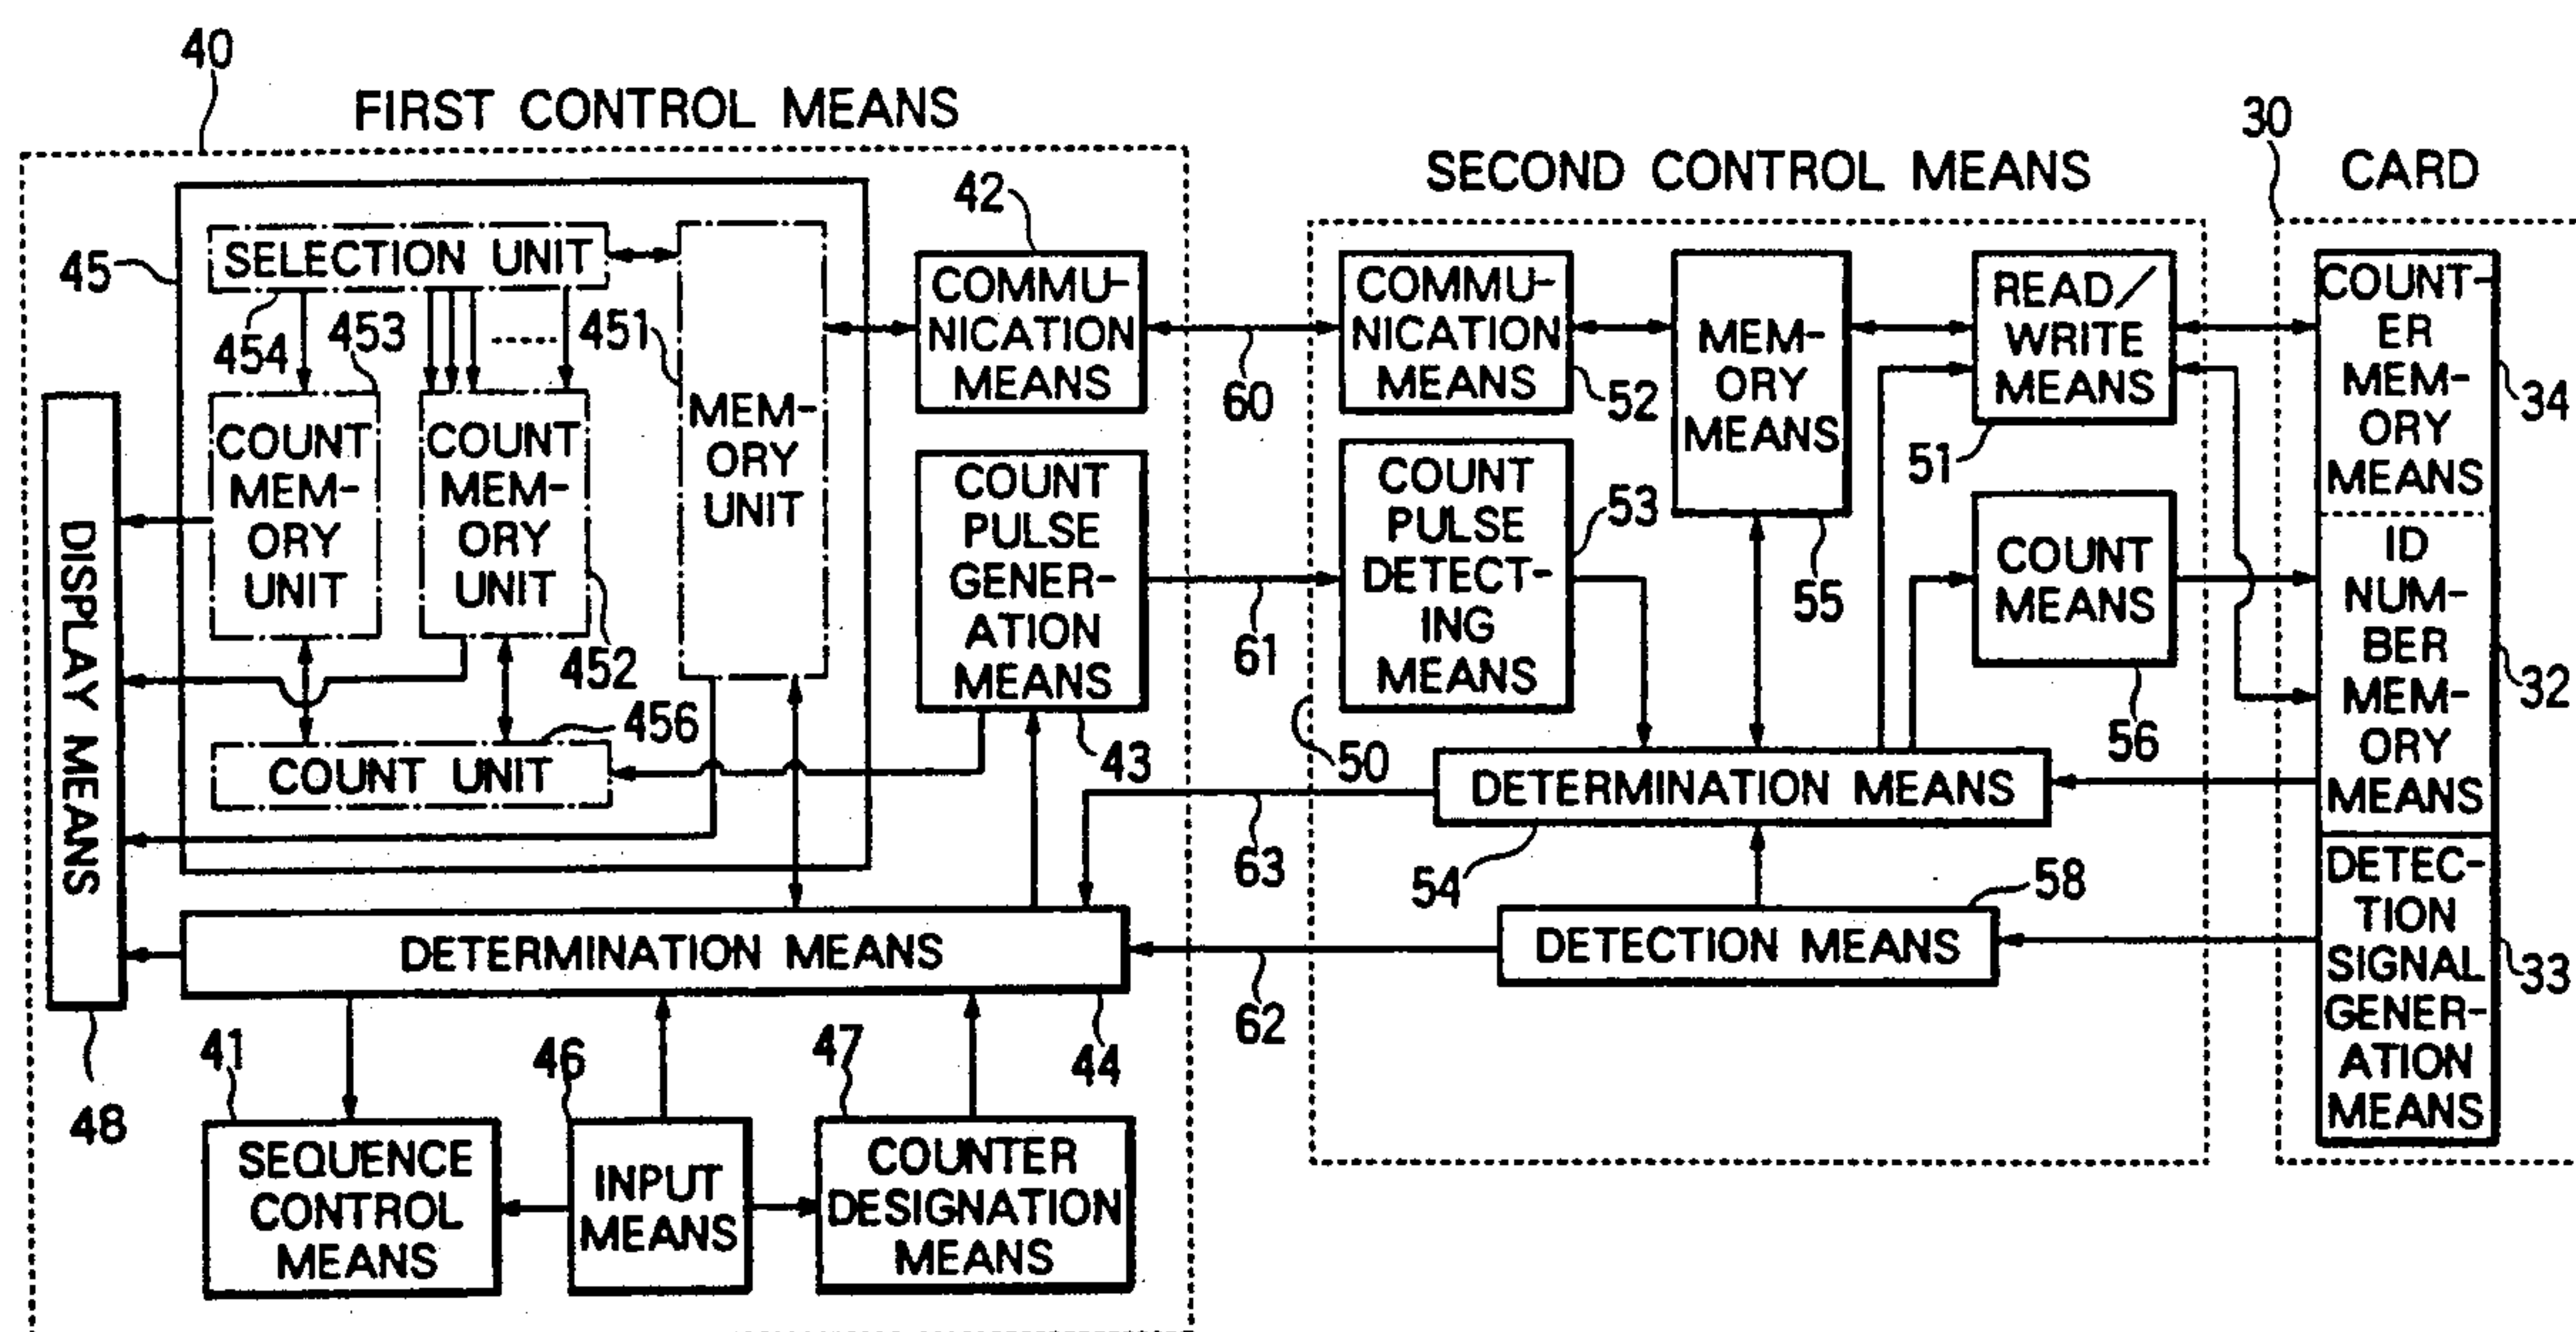 40
FIRST CONTROL MEANS
SECOND CONTROL MEANS
30
CARD
45
SELECTION UNIT
454
453
451
COUNT
MEM-
ORY
UNIT
COUNT
MEM-
ORY
UNIT
452
MEM-
ORY
UNIT
456
COUNT UNIT
DISPLAY MEANS
48
42
COMMU-
NICATION
MEANS
COUNT
PULSE
GENER-
ATION
MEANS
43
DETERMINATION MEANS
44
41
SEQUENCE
CONTROL
MEANS
46
INPUT
MEANS
47
COUNTER
DESIGNATION
MEANS
60
61
63
62
COMMU-
NICATION
MEANS
52
COUNT
PULSE
DETECT-
ING
MEANS
53
50
MEM-
ORY
MEANS
55
READ/
WRITE
MEANS
51
COUNT
MEANS
56
DETERMINATION MEANS
54
58
DETECTION MEANS
COUNT-
ER
MEM-
ORY
MEANS
34
ID
NUM-
BER
MEM-
ORY
MEANS
32
DETEC-
TION
SIGNAL
GENER-
ATION
MEANS
33